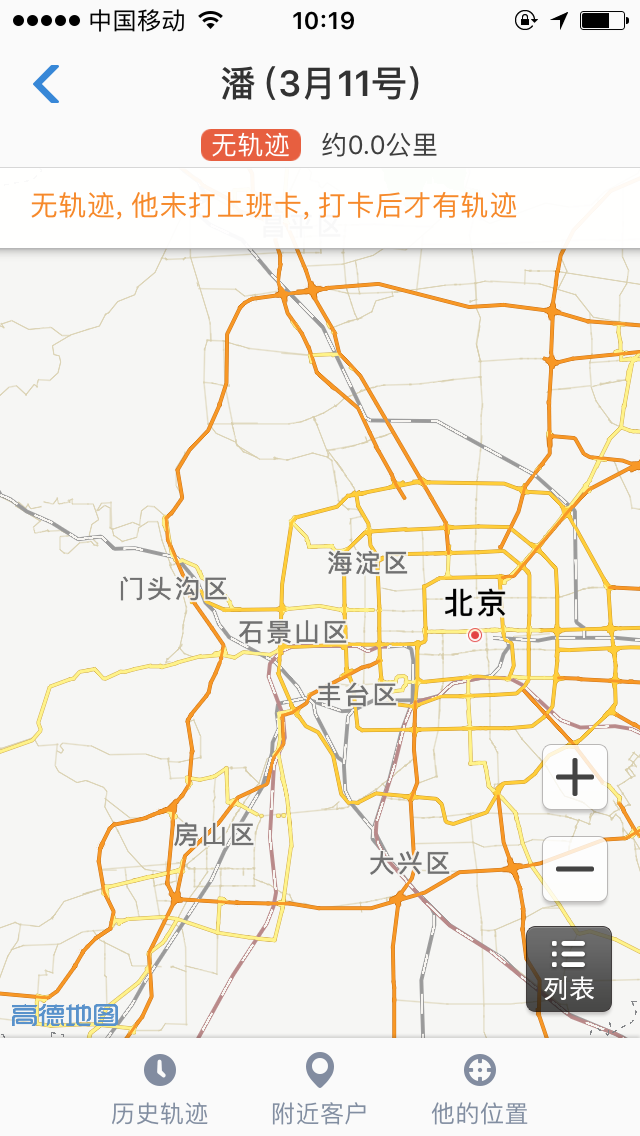 中国移动 10:19
潘（3月11号）
无轨迹 约0.0公里
无轨迹, 他未打上班卡, 打卡后才有轨迹
昌平区
海淀区
门头沟区
北京
石景山区
丰台区
房山区
大兴区
列表
高德地图
历史轨迹 附近客户 他的位置